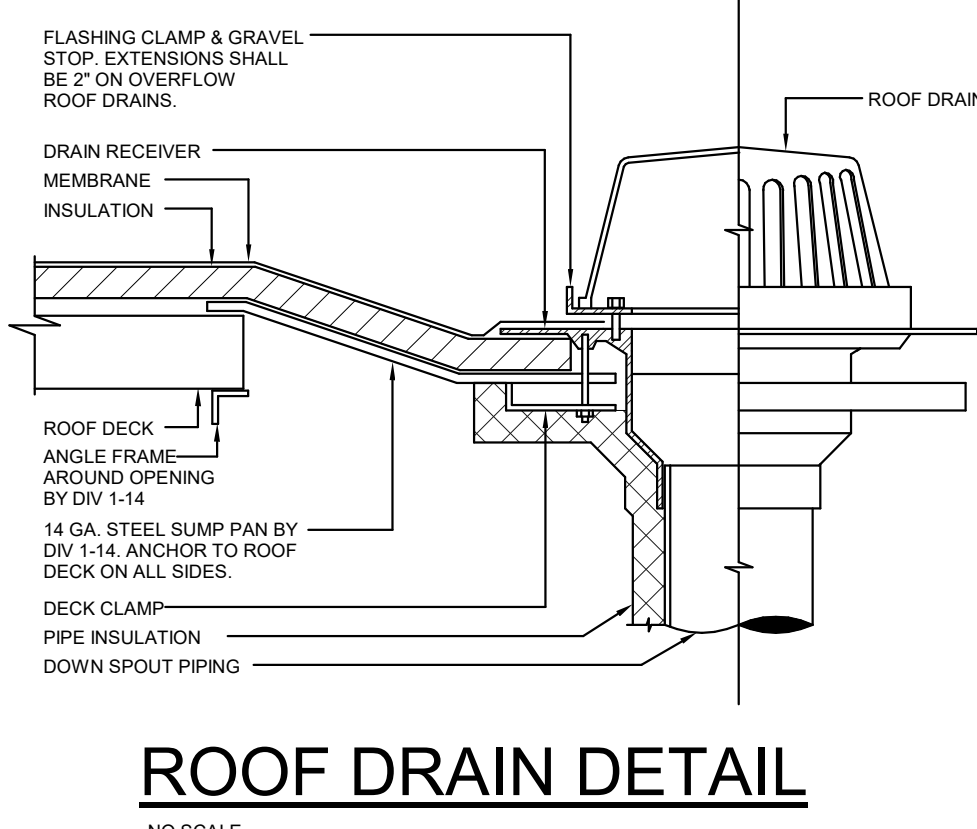 FLASHING CLAMP & GRAVEL
STOP. EXTENSIONS SHALL
BE 2" ON OVERFLOW
ROOF DRAINS.
ROOF DRAIN
DRAIN RECEIVER
MEMBRANE
INSULATION
ROOF DECK
ANGLE FRAME
AROUND OPENING
BY DIV 1-14
14 GA. STEEL SUMP PAN BY
DIV 1-14. ANCHOR TO ROOF
DECK ON ALL SIDES.
DECK CLAMP
PIPE INSULATION
DOWN SPOUT PIPING
ROOF DRAIN DETAIL
NO SCALE